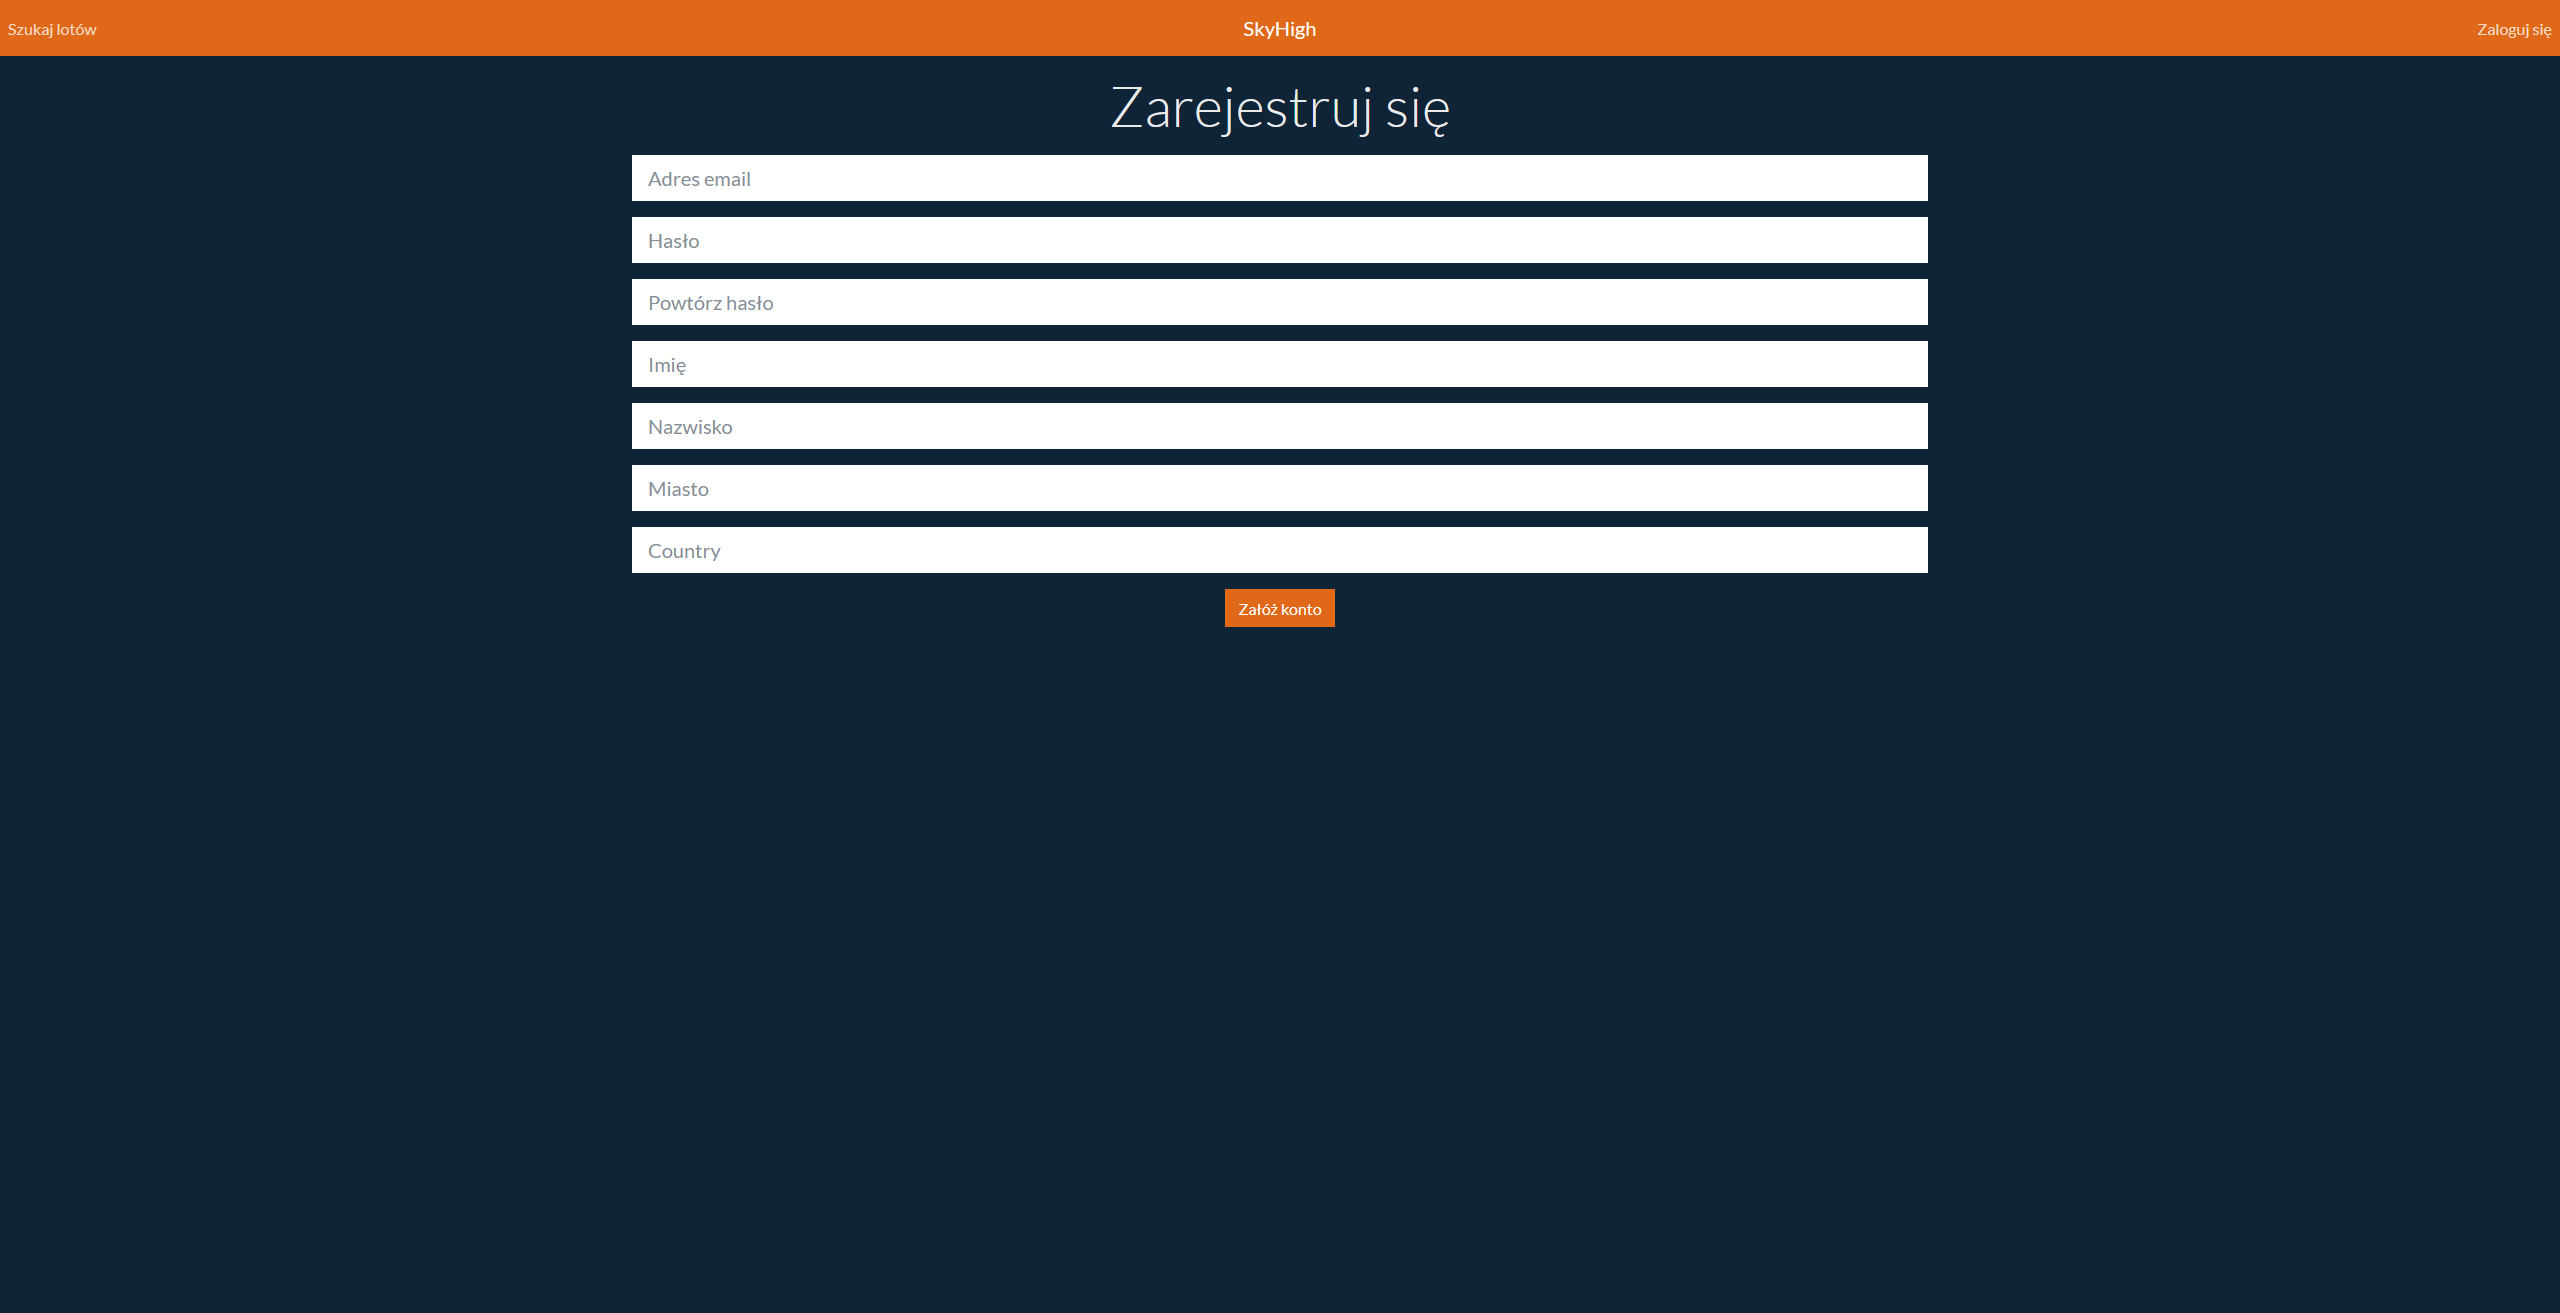 Szukaj lotów
SkyHigh
Zaloguj się
Zarejestruj się
Adres email
Hasło
Powtórz hasło
Imię
Nazwisko
Miasto
Country
Załóż konto